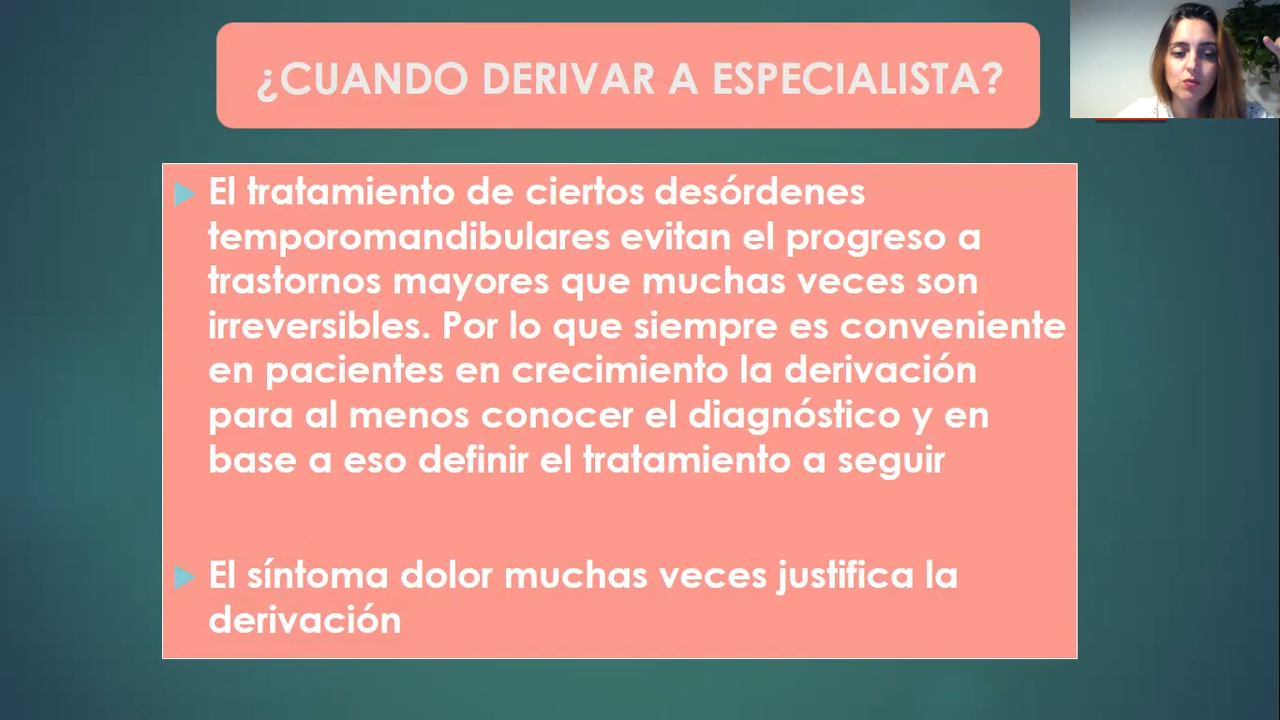 ¿CUANDO DERIVAR A ESPECIALISTA?
El tratamiento de ciertos desórdenes
temporomandibulares evitan el progreso a
trastornos mayores que muchas veces son
irreversibles. Por lo que siempre es conveniente
en pacientes en crecimiento la derivación
para al menos conocer el diagnóstico y en
base a eso definir el tratamiento a seguir
El síntoma dolor muchas veces justifica la
derivación